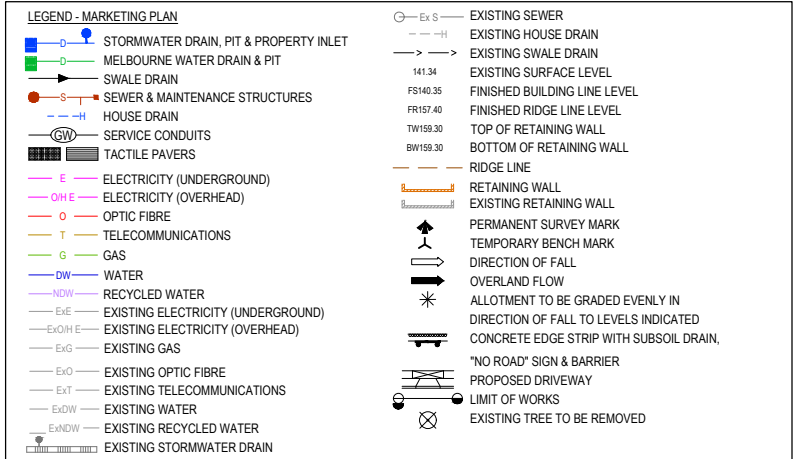 LEGEND - MARKETING PLAN
D STORMWATER DRAIN, PIT & PROPERTY INLET
D MELBOURNE WATER DRAIN & PIT
SWALE DRAIN
S SEWER & MAINTENANCE STRUCTURES
H HOUSE DRAIN
GW SERVICE CONDUITS
TACTILE PAVERS
E ELECTRICITY (UNDERGROUND)
O/H E ELECTRICITY (OVERHEAD)
O OPTIC FIBRE
T TELECOMMUNICATIONS
G GAS
DW WATER
NDW RECYCLED WATER
ExE EXISTING ELECTRICITY (UNDERGROUND)
ExO/H E EXISTING ELECTRICITY (OVERHEAD)
ExG EXISTING GAS
ExO EXISTING OPTIC FIBRE
ExT EXISTING TELECOMMUNICATIONS
ExDW EXISTING WATER
ExNDW EXISTING RECYCLED WATER
EXISTING STORMWATER DRAIN
Ex S EXISTING SEWER
H EXISTING HOUSE DRAIN
EXISTING SWALE DRAIN
141.34 EXISTING SURFACE LEVEL
FS140.35 FINISHED BUILDING LINE LEVEL
FR157.40 FINISHED RIDGE LINE LEVEL
TW159.30 TOP OF RETAINING WALL
BW159.30 BOTTOM OF RETAINING WALL
RIDGE LINE
RETAINING WALL
EXISTING RETAINING WALL
PERMANENT SURVEY MARK
TEMPORARY BENCH MARK
DIRECTION OF FALL
OVERLAND FLOW
ALLOTMENT TO BE GRADED EVENLY IN
DIRECTION OF FALL TO LEVELS INDICATED
CONCRETE EDGE STRIP WITH SUBSOIL DRAIN,
"NO ROAD" SIGN & BARRIER
PROPOSED DRIVEWAY
LIMIT OF WORKS
EXISTING TREE TO BE REMOVED